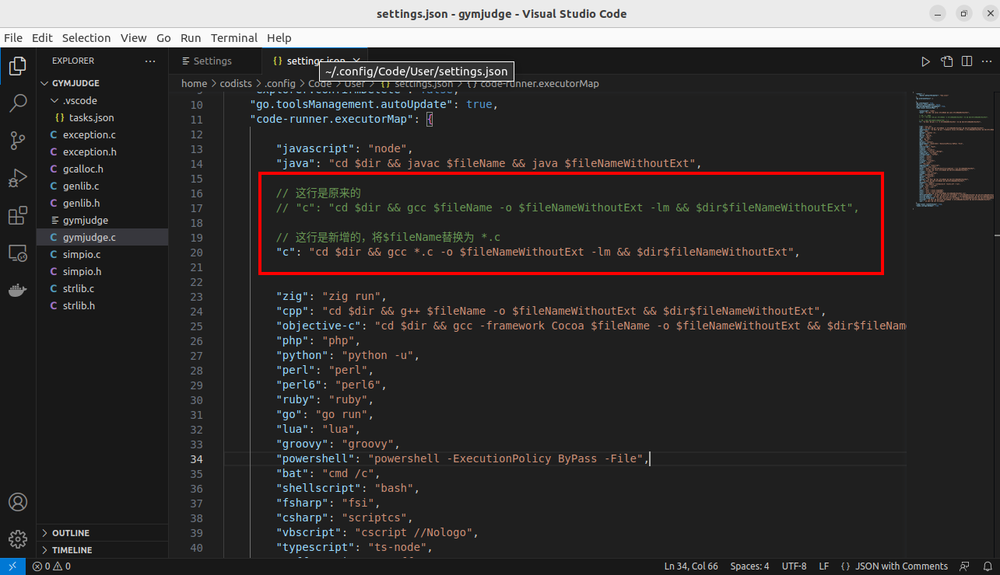 settings.json - gymjudge - Visual Studio Code
File Edit Selection View Go Run Terminal Help
EXPLORER
Settings
settings.json
~/.config/Code/User/settings.json
home > codists > .config > Code > User > {} settings.json > {} code-runner.executorMap
GYMJUDGE
.vscode
{} tasks.json
C exception.c
C exception.h
C gcalloc.h
C genlib.c
C genlib.h
gymjudge
C gymjudge.c
C simpio.c
C simpio.h
C strlib.c
C strlib.h
OUTLINE
TIMELINE
9 "explorer.confirmDelete": false,
10 "go.toolsManagement.autoUpdate": true,
11 "code-runner.executorMap": {
12
13 "javascript": "node",
14 "java": "cd $dir && javac $fileName && java $fileNameWithoutExt",
15
16 // 这行是原来的
17 // "c": "cd $dir && gcc $fileName -o $fileNameWithoutExt -lm && $dir$fileNameWithoutExt",
18
19 // 这行是新增的，将$fileName替换为 *.c
20 "c": "cd $dir && gcc *.c -o $fileNameWithoutExt -lm && $dir$fileNameWithoutExt",
21
22
23 "zig": "zig run",
24 "cpp": "cd $dir && g++ $fileName -o $fileNameWithoutExt && $dir$fileNameWithoutExt",
25 "objective-c": "cd $dir && gcc -framework Cocoa $fileName -o $fileNameWithoutExt && $dir$fileNam
26 "php": "php",
27 "python": "python -u",
28 "perl": "perl",
29 "perl6": "perl6",
30 "ruby": "ruby",
31 "go": "go run",
32 "lua": "lua",
33 "groovy": "groovy",
34 "powershell": "powershell -ExecutionPolicy ByPass -File",
35 "bat": "cmd /c",
36 "shellscript": "bash",
37 "fsharp": "fsi",
38 "csharp": "scriptcs",
39 "vbscript": "cscript //Nologo",
40 "typescript": "ts-node",
0 0
Ln 34, Col 66 Spaces: 4 UTF-8 LF {} JSON with Comments